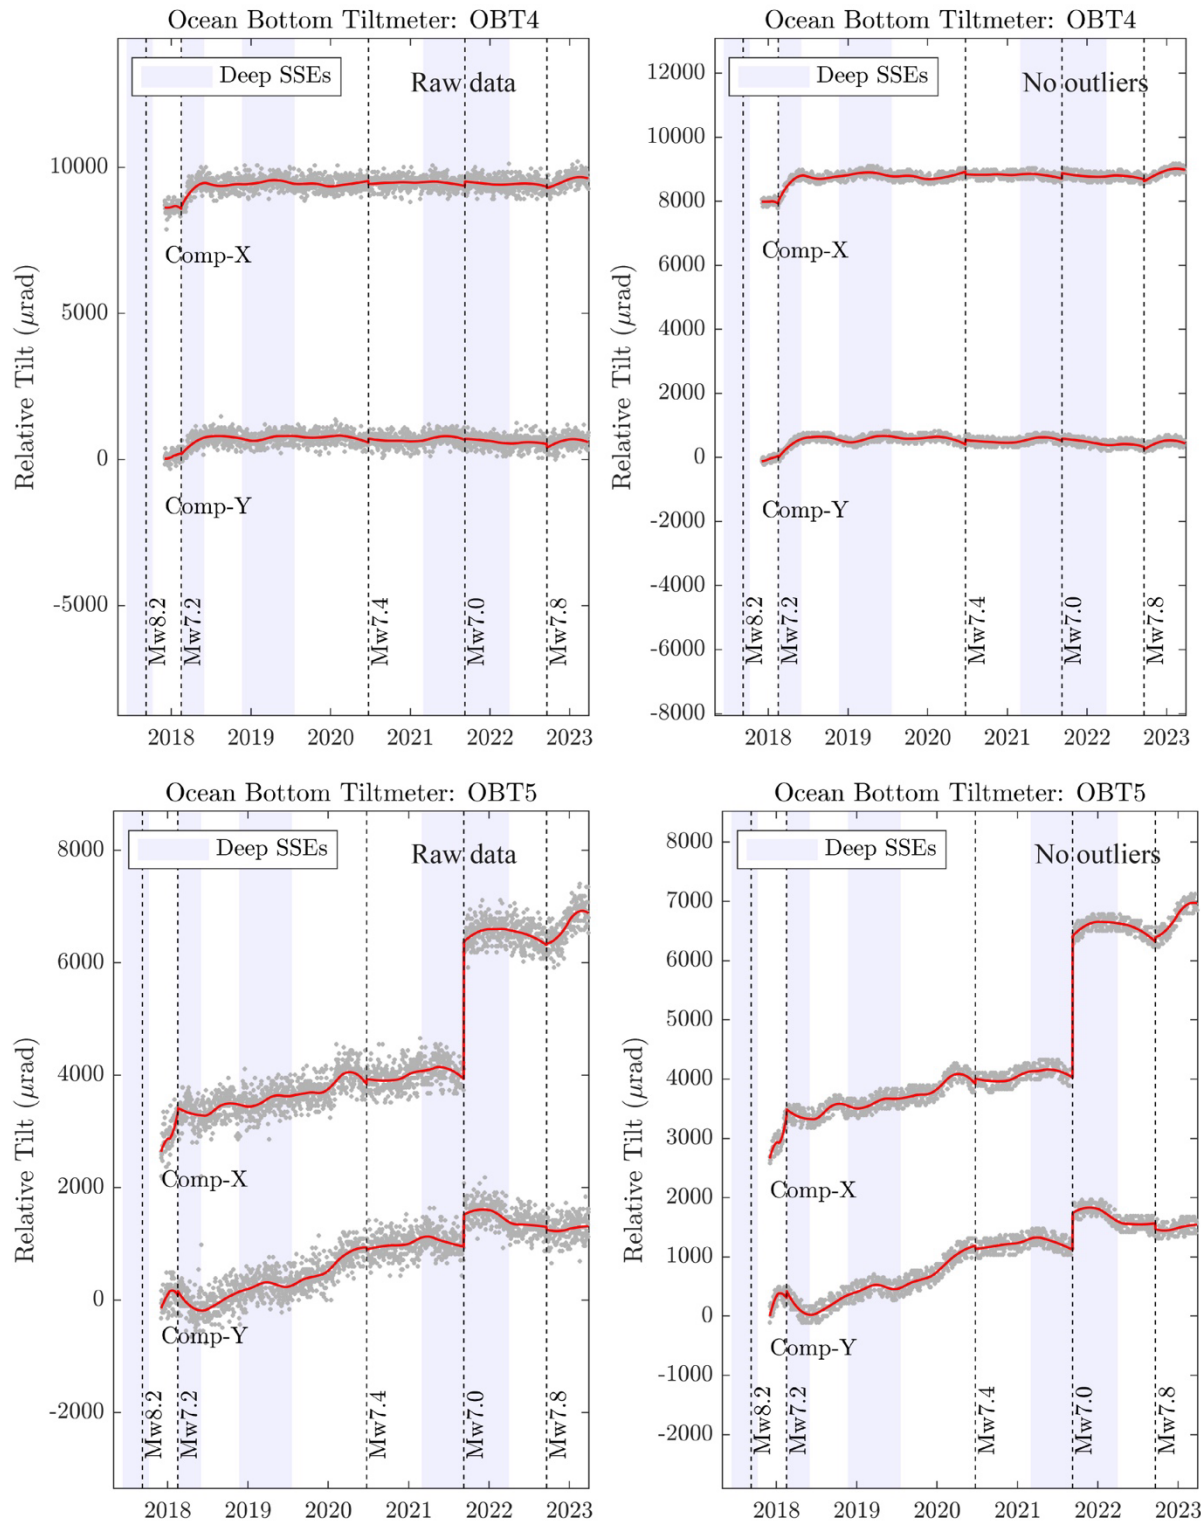 Ocean Bottom Tiltmeter: OBT4
Deep SSEs
Raw data
10000
5000
0
-5000
Relative Tilt (μrad)
Comp-X
Comp-Y
Mw8.2
Mw7.2
Mw7.4
Mw7.0
Mw7.8
2018 2019 2020 2021 2022 2023
Ocean Bottom Tiltmeter: OBT4
Deep SSEs
No outliers
12000
10000
8000
6000
4000
2000
0
-2000
-4000
-6000
-8000
Relative Tilt (μrad)
Comp-X
Comp-Y
Mw8.2
Mw7.2
Mw7.4
Mw7.0
Mw7.8
2018 2019 2020 2021 2022 2023
Ocean Bottom Tiltmeter: OBT5
Deep SSEs
Raw data
8000
6000
4000
2000
0
-2000
Relative Tilt (μrad)
Comp-X
Comp-Y
Mw8.2
Mw7.2
Mw7.4
Mw7.0
Mw7.8
2018 2019 2020 2021 2022 2023
Ocean Bottom Tiltmeter: OBT5
Deep SSEs
No outliers
8000
7000
6000
5000
4000
3000
2000
1000
0
-1000
-2000
Relative Tilt (μrad)
Comp-X
Comp-Y
Mw8.2
Mw7.2
Mw7.4
Mw7.0
Mw7.8
2018 2019 2020 2021 2022 2023